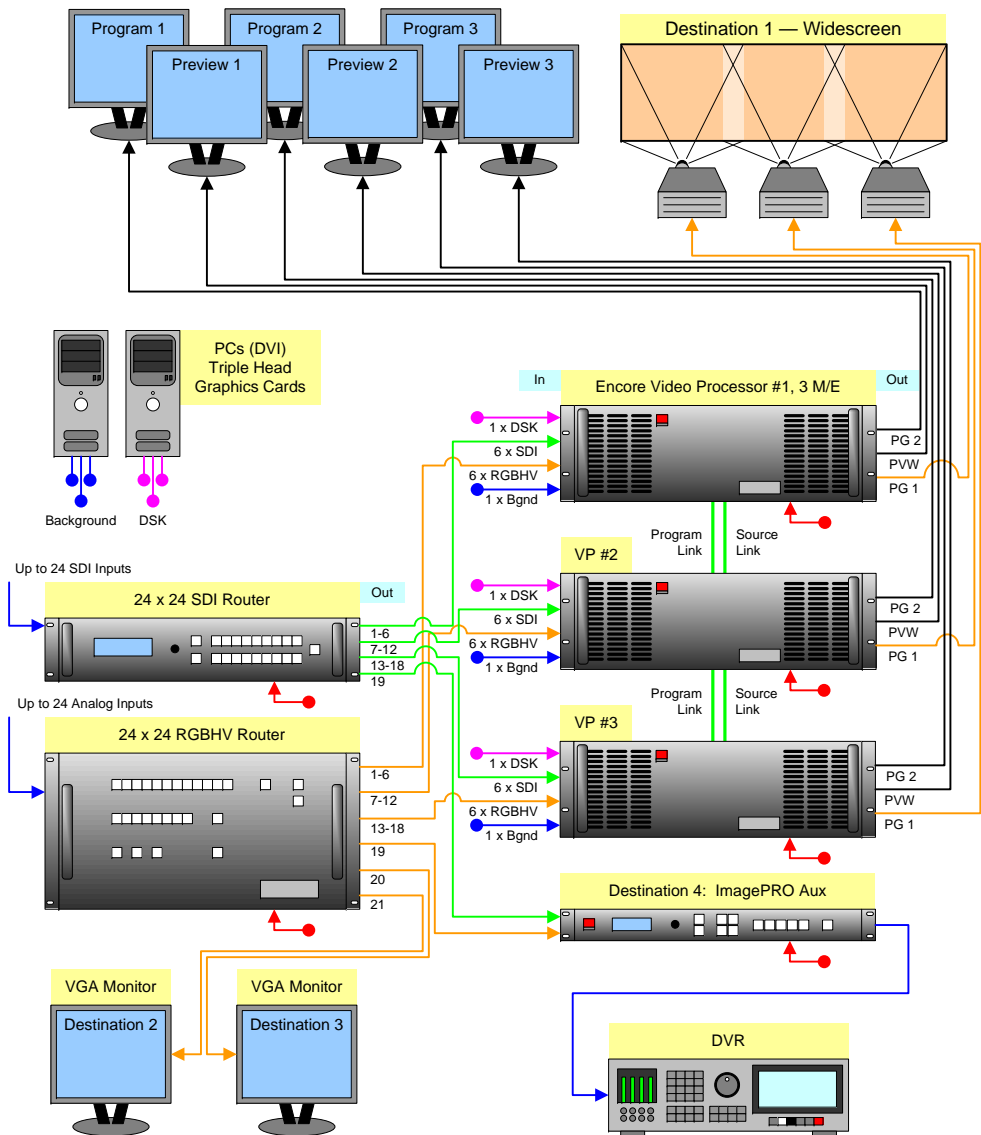 Program 1
Program 2
Program 3
Preview 1
Preview 2
Preview 3
Destination 1 — Widescreen
PCs (DVI)
Triple Head
Graphics Cards
Background
DSK
In
Encore Video Processor #1, 3 M/E
Out
1 x DSK
6 x SDI
6 x RGBHV
1 x Bgnd
PG 2
PVW
PG 1
Program
Link
Source
Link
VP #2
1 x DSK
6 x SDI
6 x RGBHV
1 x Bgnd
PG 2
PVW
PG 1
Up to 24 SDI Inputs
24 x 24 SDI Router
Out
1-6
7-12
13-18
19
Program
Link
Source
Link
Up to 24 Analog Inputs
24 x 24 RGBHV Router
1-6
7-12
13-18
19
20
21
VP #3
1 x DSK
6 x SDI
6 x RGBHV
1 x Bgnd
PG 2
PVW
PG 1
Destination 4: ImagePRO Aux
VGA Monitor
VGA Monitor
Destination 2
Destination 3
DVR